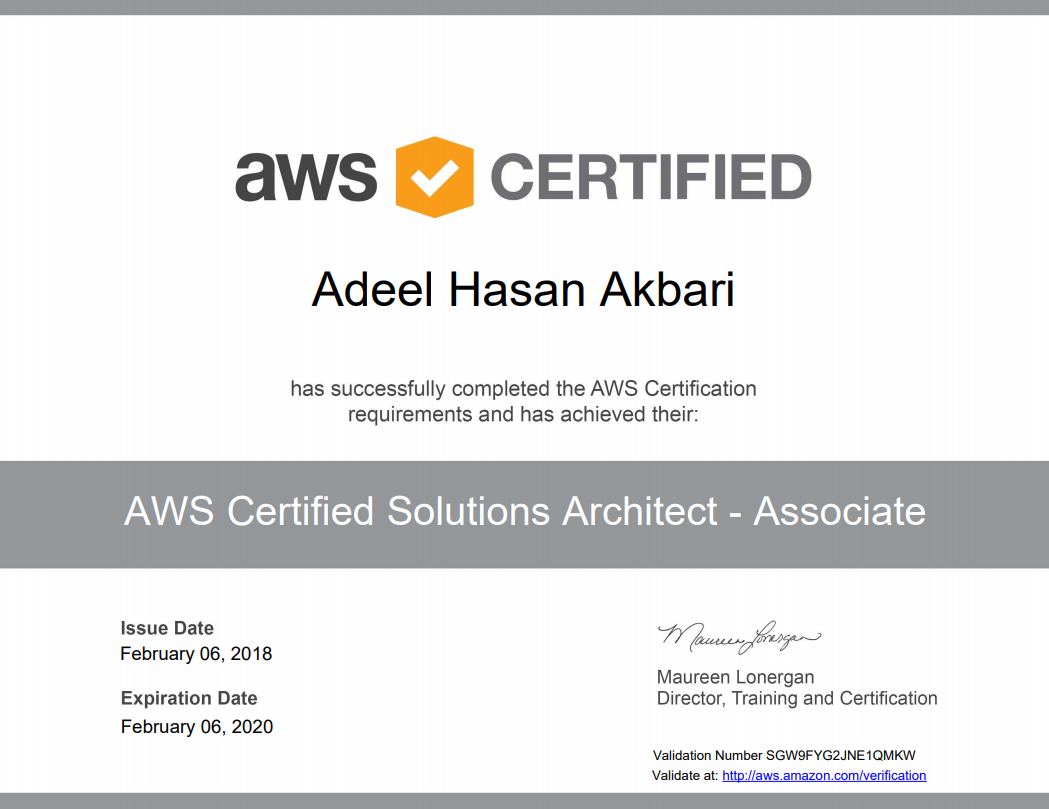 aws CERTIFIED
Adeel Hasan Akbari
has successfully completed the AWS Certification
requirements and has achieved their:
AWS Certified Solutions Architect - Associate
Issue Date
February 06, 2018
Expiration Date
February 06, 2020
Maureen Lonergan
Maureen Lonergan
Director, Training and Certification
Validation Number SGW9FYG2JNE1QMKW
Validate at: http://aws.amazon.com/verification